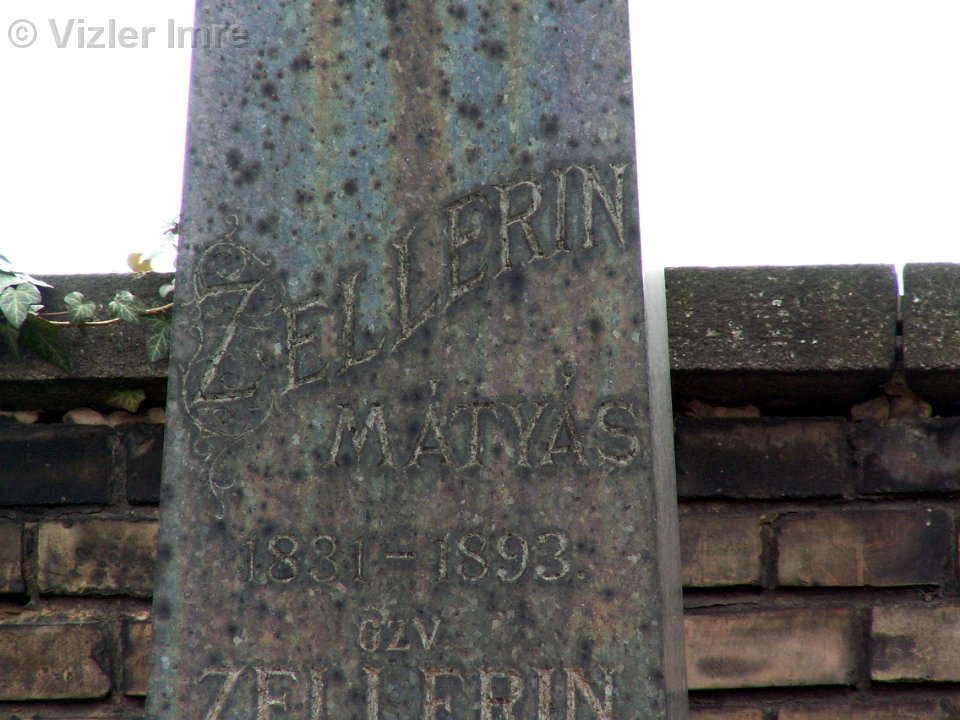 © Vizler Imre
ZELLERIN
MÁTYÁS
1831–1893.
ÖZV.
ZELLERIN